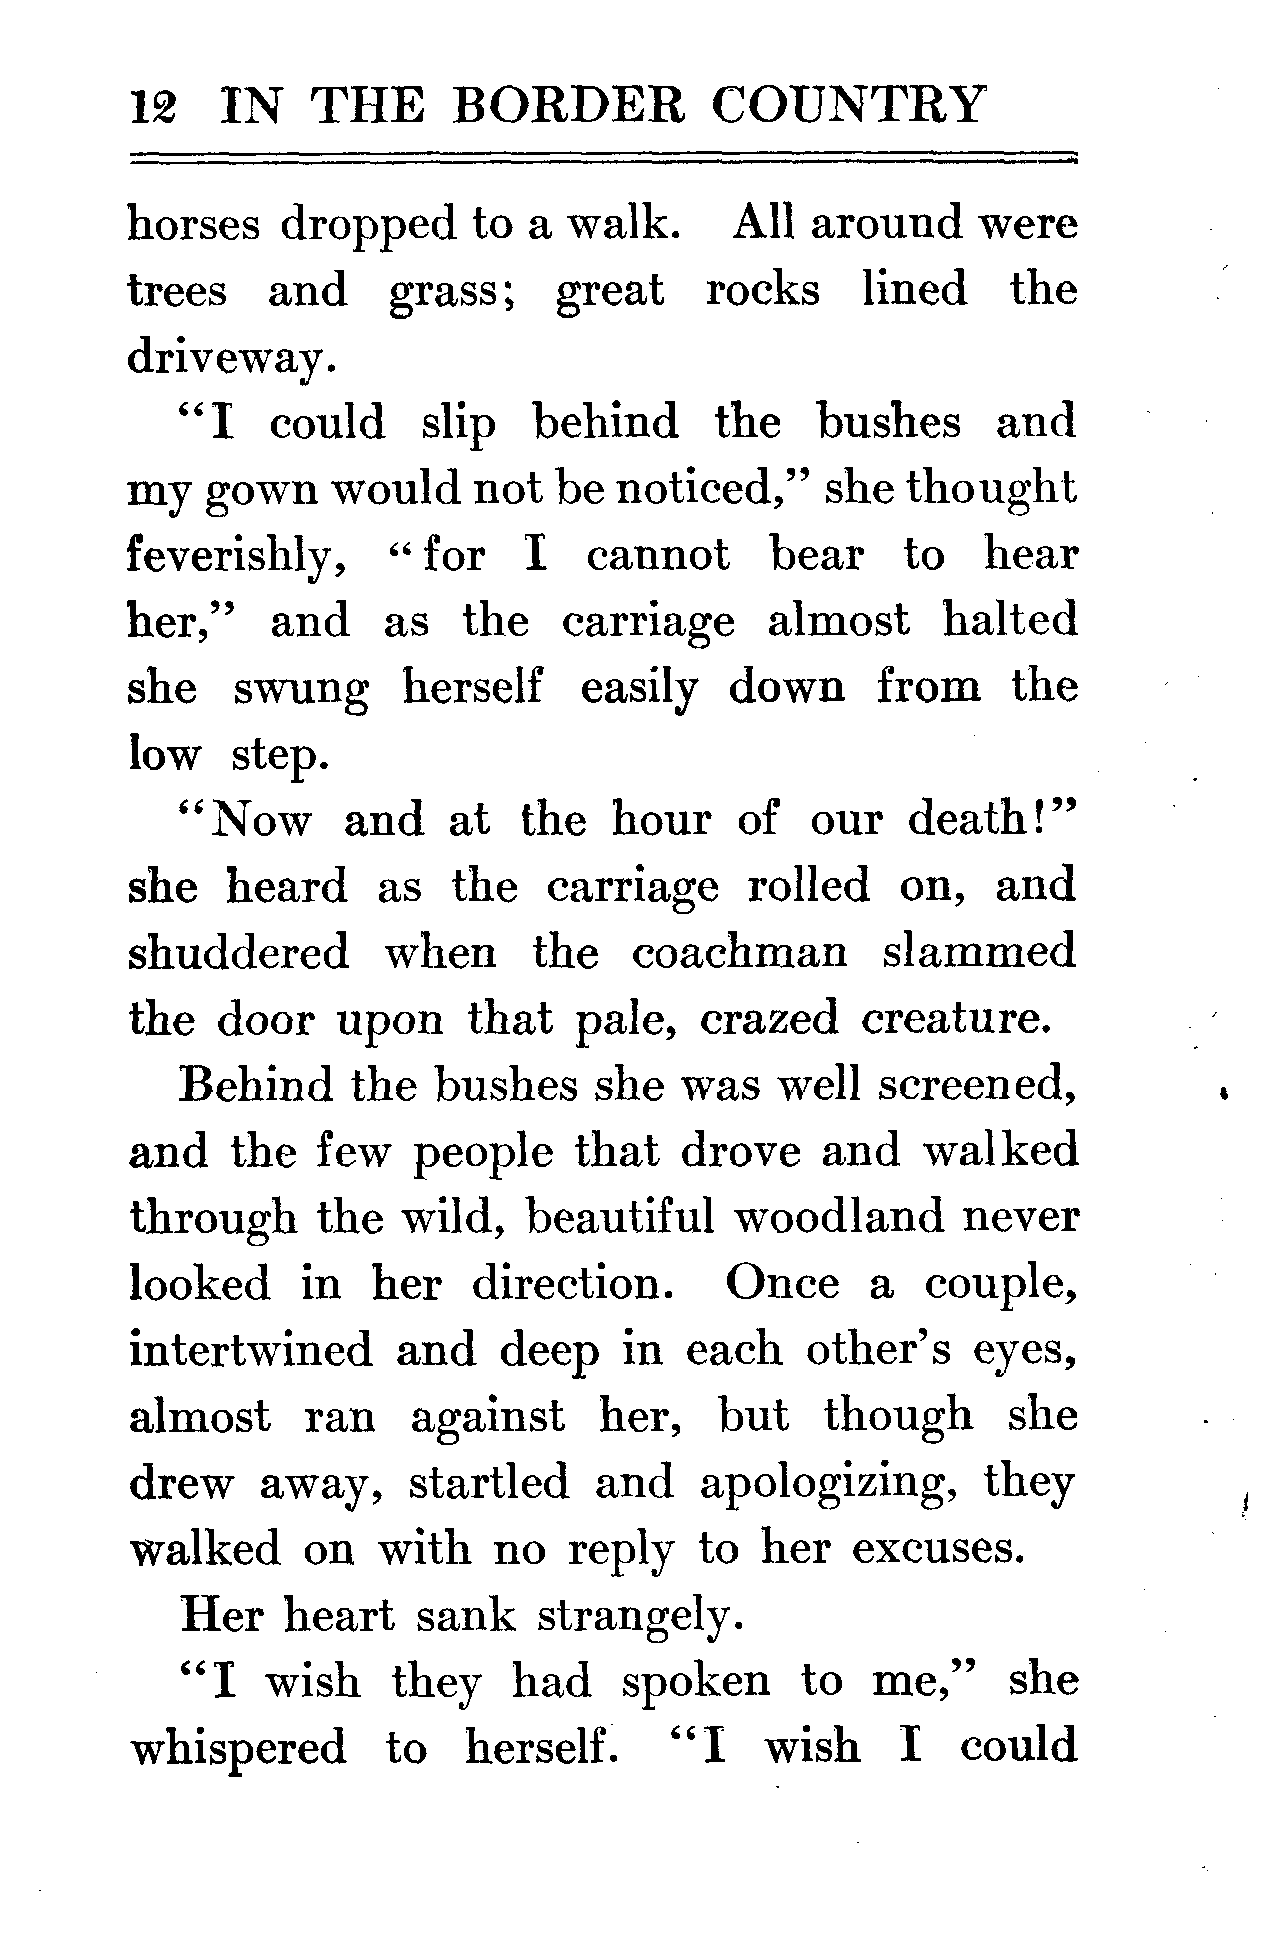 12 IN THE BORDER COUNTRY
horses dropped to a walk. All around were
trees and grass; great rocks lined the
driveway.
"I could slip behind the bushes and
my gown would not be noticed," she thought
feverishly, "for I cannot bear to hear
her," and as the carriage almost halted
she swung herself easily down from the
low step.
"Now and at the hour of our death!"
she heard as the carriage rolled on, and
shuddered when the coachman slammed
the door upon that pale, crazed creature.
Behind the bushes she was well screened,
and the few people that drove and walked
through the wild, beautiful woodland never
looked in her direction. Once a couple,
intertwined and deep in each other's eyes,
almost ran against her, but though she
drew away, startled and apologizing, they
walked on with no reply to her excuses.
Her heart sank strangely.
"I wish they had spoken to me," she
whispered to herself. "I wish I could